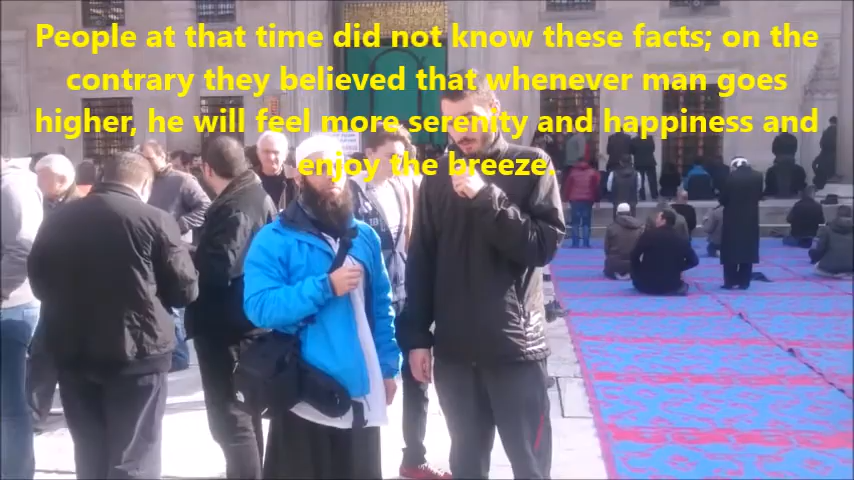 People at that time did not know these facts; on the
contrary they believed that whenever man goes
higher, he will feel more serenity and happiness and
enjoy the breeze.